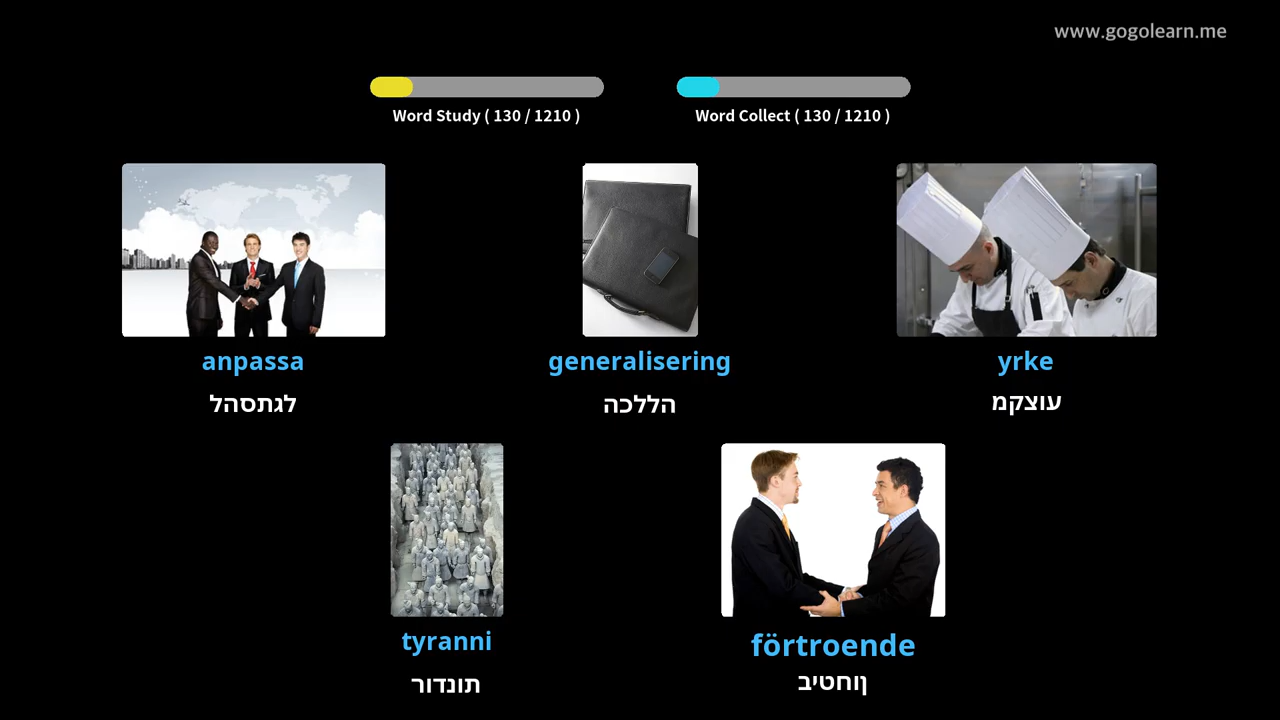 www.gogolearn.me
Word Study ( 130 / 1210 )
Word Collect ( 130 / 1210 )
anpassa
generalisering
yrke
לגתסהל
הללכה
עוצקמ
tyranni
förtroende
תונדור
ןוחטיב